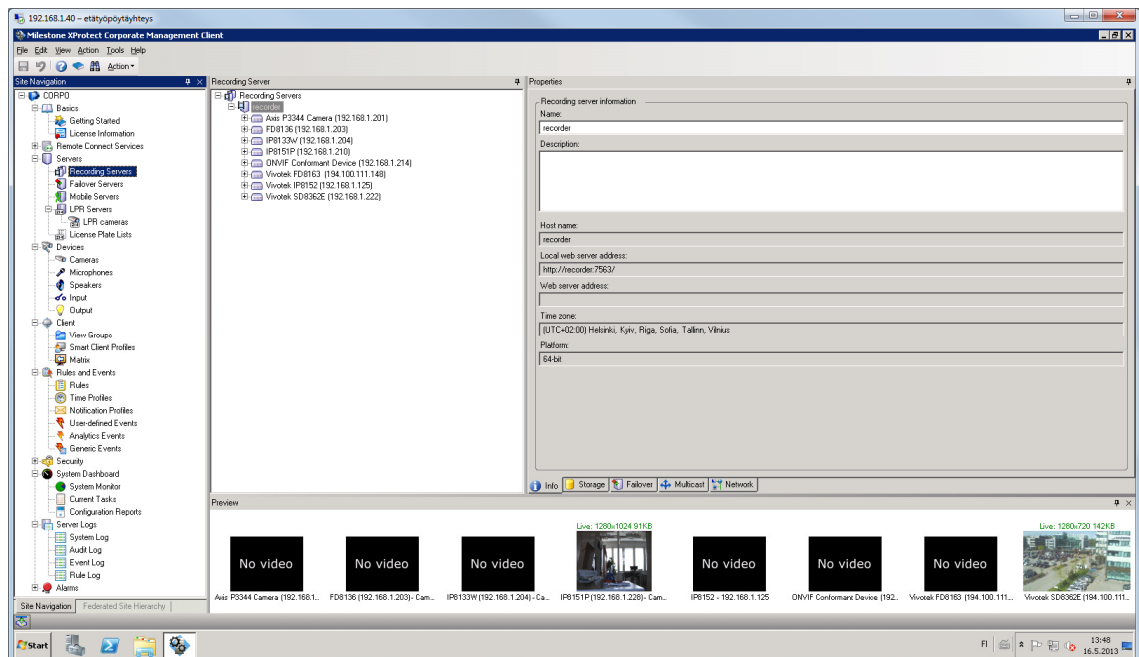 192.168.1.40 – etätyöpöytäyhteys
Milestone XProtect Corporate Management Client
File Edit View Action Tools Help
Action
Site Navigation
CORPO
Basics
Getting Started
License Information
Remote Connect Services
Servers
Recording Servers
Failover Servers
Mobile Servers
LPR Servers
LPR cameras
License Plate Lists
Devices
Cameras
Microphones
Speakers
Input
Output
Client
View Groups
Smart Client Profiles
Matrix
Rules and Events
Rules
Time Profiles
Notification Profiles
User-defined Events
Analytics Events
Generic Events
Security
System Dashboard
System Monitor
Current Tasks
Configuration Reports
Server Logs
System Log
Audit Log
Event Log
Rule Log
Alarms
Site Navigation Federated Site Hierarchy
Recording Server
Recording Servers
recorder
Axis P3344 Camera (192.168.1.201)
FD8136 (192.168.1.203)
IP8133W (192.168.1.204)
IP8151P (192.168.1.210)
ONVIF Conformant Device (192.168.1.214)
Vivotek FD8163 (194.100.111.148)
Vivotek IP8152 (192.168.1.125)
Vivotek SD8362E (192.168.1.222)
Properties
Recording server information
Name:
recorder
Description:
Host name:
recorder
Local web server address:
http://recorder:7563/
Web server address:
Time zone:
(UTC+02:00) Helsinki, Kyiv, Riga, Sofia, Tallinn, Vilnius
Platform:
64-bit
Info Storage Failover Multicast Network
Preview
Live: 1280x1024 91KB Live: 1280x720 142KB
No video No video No video No video No video No video
Axis P3344 Camera (192.168.1... FD8136 (192.168.1.203)- Cam... IP8133W (192.168.1.204)- Ca... IP8151P(192.168.1.228)- Cam... IP8152 - 192.168.1.125 ONVIF Conformant Device (192... Vivotek FD8163 (194.100.111... Vivotek SD8362E (194.100.111...
Start FI 13:48
16.5.2013